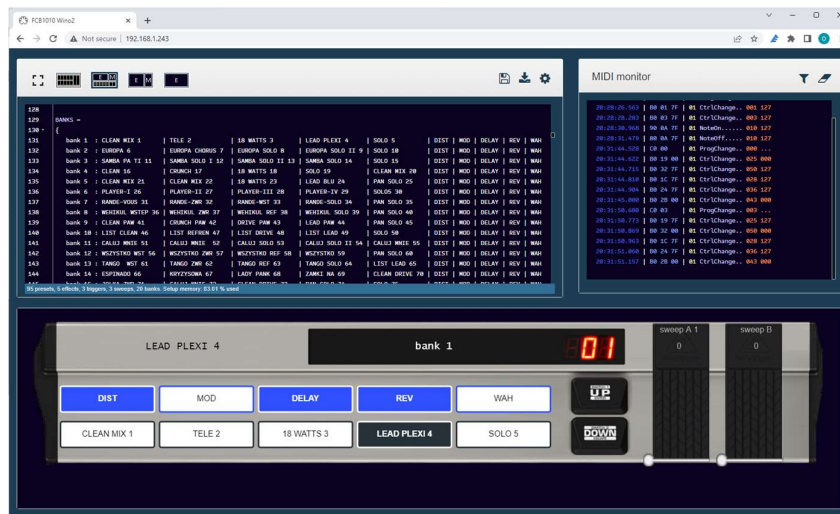 FCB1010 Wino2
Not secure | 192.168.1.243
E M
E M
E
MIDI monitor
128
129 BANKS =
130 {
131 bank 1 : CLEAN MIX 1 | TELE 2 | 18 WATTS 3 | LEAD PLEXI 4 | SOLO 5 | DIST | MOD | DELAY | REV | WAH
132 bank 2 : EUROPA 6 | EUROPA CHORUS 7 | EUROPA SOLO 8 | EUROPA SOLO II 9 | SOLO 10 | DIST | MOD | DELAY | REV | WAH
133 bank 3 : SAMBA PA TI 11 | SAMBA SOLO I 12 | SAMBA SOLO II 13 | SAMBA SOLO 14 | SOLO 15 | DIST | MOD | DELAY | REV | WAH
134 bank 4 : CLEAN 16 | CRUNCH 17 | 18 WATTS 18 | SOLO 19 | CLEAN MIX 20 | DIST | MOD | DELAY | REV | WAH
135 bank 5 : CLEAN MIX 21 | CLEAN MIX 22 | 18 WATTS 23 | LEAD BLU 24 | PAN SOLO 25 | DIST | MOD | DELAY | REV | WAH
136 bank 6 : PLAYER-I 26 | PLAYER-II 27 | PLAYER-III 28 | PLAYER-IV 29 | SOLO5 30 | DIST | MOD | DELAY | REV | WAH
137 bank 7 : RANDE-VOUS 31 | RANDE-ZWR 32 | RANDE-WST 33 | RANDE-SOLO 34 | PAN SOLO 35 | DIST | MOD | DELAY | REV | WAH
138 bank 8 : WEHIKUL WSTEP 36 | WEHIKUL ZWR 37 | WEHIKUL REF 38 | WEHIKUL SOLO 39 | PAN SOLO 40 | DIST | MOD | DELAY | REV | WAH
139 bank 9 : CLEAN PAW 41 | CRUNCH PAW 42 | DRIVE PAW 43 | LEAD PAW 44 | PAN SOLO 45 | DIST | MOD | DELAY | REV | WAH
140 bank 10 : LIST CLEAN 46 | LIST REFREN 47 | LIST DRIVE 48 | LIST LEAD 49 | SOLO 50 | DIST | MOD | DELAY | REV | WAH
141 bank 11 : CALUJ MNIE 51 | CALUJ MNIE 52 | CALUJ SOLO 53 | CALUJ SOLO II 54 | CALUJ MNIE 55 | DIST | MOD | DELAY | REV | WAH
142 bank 12 : WSZYSTKO WST 56 | WSZYSTKO ZWR 57 | WSZYSTKO REF 58 | WSZYSTKO 59 | PAN SOLO 60 | DIST | MOD | DELAY | REV | WAH
143 bank 13 : TANGO WST 61 | TANGO ZWR 62 | TANGO REF 63 | TANGO SOLO 64 | LIST LEAD 65 | DIST | MOD | DELAY | REV | WAH
144 bank 14 : ESPINADO 66 | KRYZYSOWA 67 | LADY PANK 68 | ZAMKI NA 69 | CLEAN DRIVE 70 | DIST | MOD | DELAY | REV | WAH
95 presets, 5 effects, 3 triggers, 3 sweeps, 20 banks. Setup memory: 83.01 % used
20:28:26.563 | B0 01 7F | 01 CtrlChange.. 001 127
20:28:28.283 | B0 03 7F | 01 CtrlChange.. 003 127
20:28:30.968 | 90 0A 7F | 01 NoteOn...... 010 127
20:28:31.479 | 80 0A 7F | 01 NoteOff..... 010 127
20:31:44.528 | C0 00 | 01 ProgChange.. 000 ...
20:31:44.622 | B0 19 00 | 01 CtrlChange.. 025 000
20:31:44.715 | B0 32 7F | 01 CtrlChange.. 050 127
20:31:44.810 | B0 1C 7F | 01 CtrlChange.. 028 127
20:31:44.904 | B0 24 7F | 01 CtrlChange.. 036 127
20:31:45.000 | B0 2B 00 | 01 CtrlChange.. 043 000
20:31:50.680 | C0 03 | 01 ProgChange.. 003 ...
20:31:50.773 | B0 19 7F | 01 CtrlChange.. 025 127
20:31:50.869 | B0 32 00 | 01 CtrlChange.. 050 000
20:31:50.963 | B0 1C 7F | 01 CtrlChange.. 028 127
20:31:51.060 | B0 24 7F | 01 CtrlChange.. 036 127
20:31:51.157 | B0 2B 00 | 01 CtrlChange.. 043 000
LEAD PLEXI 4
bank 1
01
sweep A 1
0
sweep B
0
DIST
MOD
DELAY
REV
WAH
UP
CLEAN MIX 1
TELE 2
18 WATTS 3
LEAD PLEXI 4
SOLO 5
DOWN